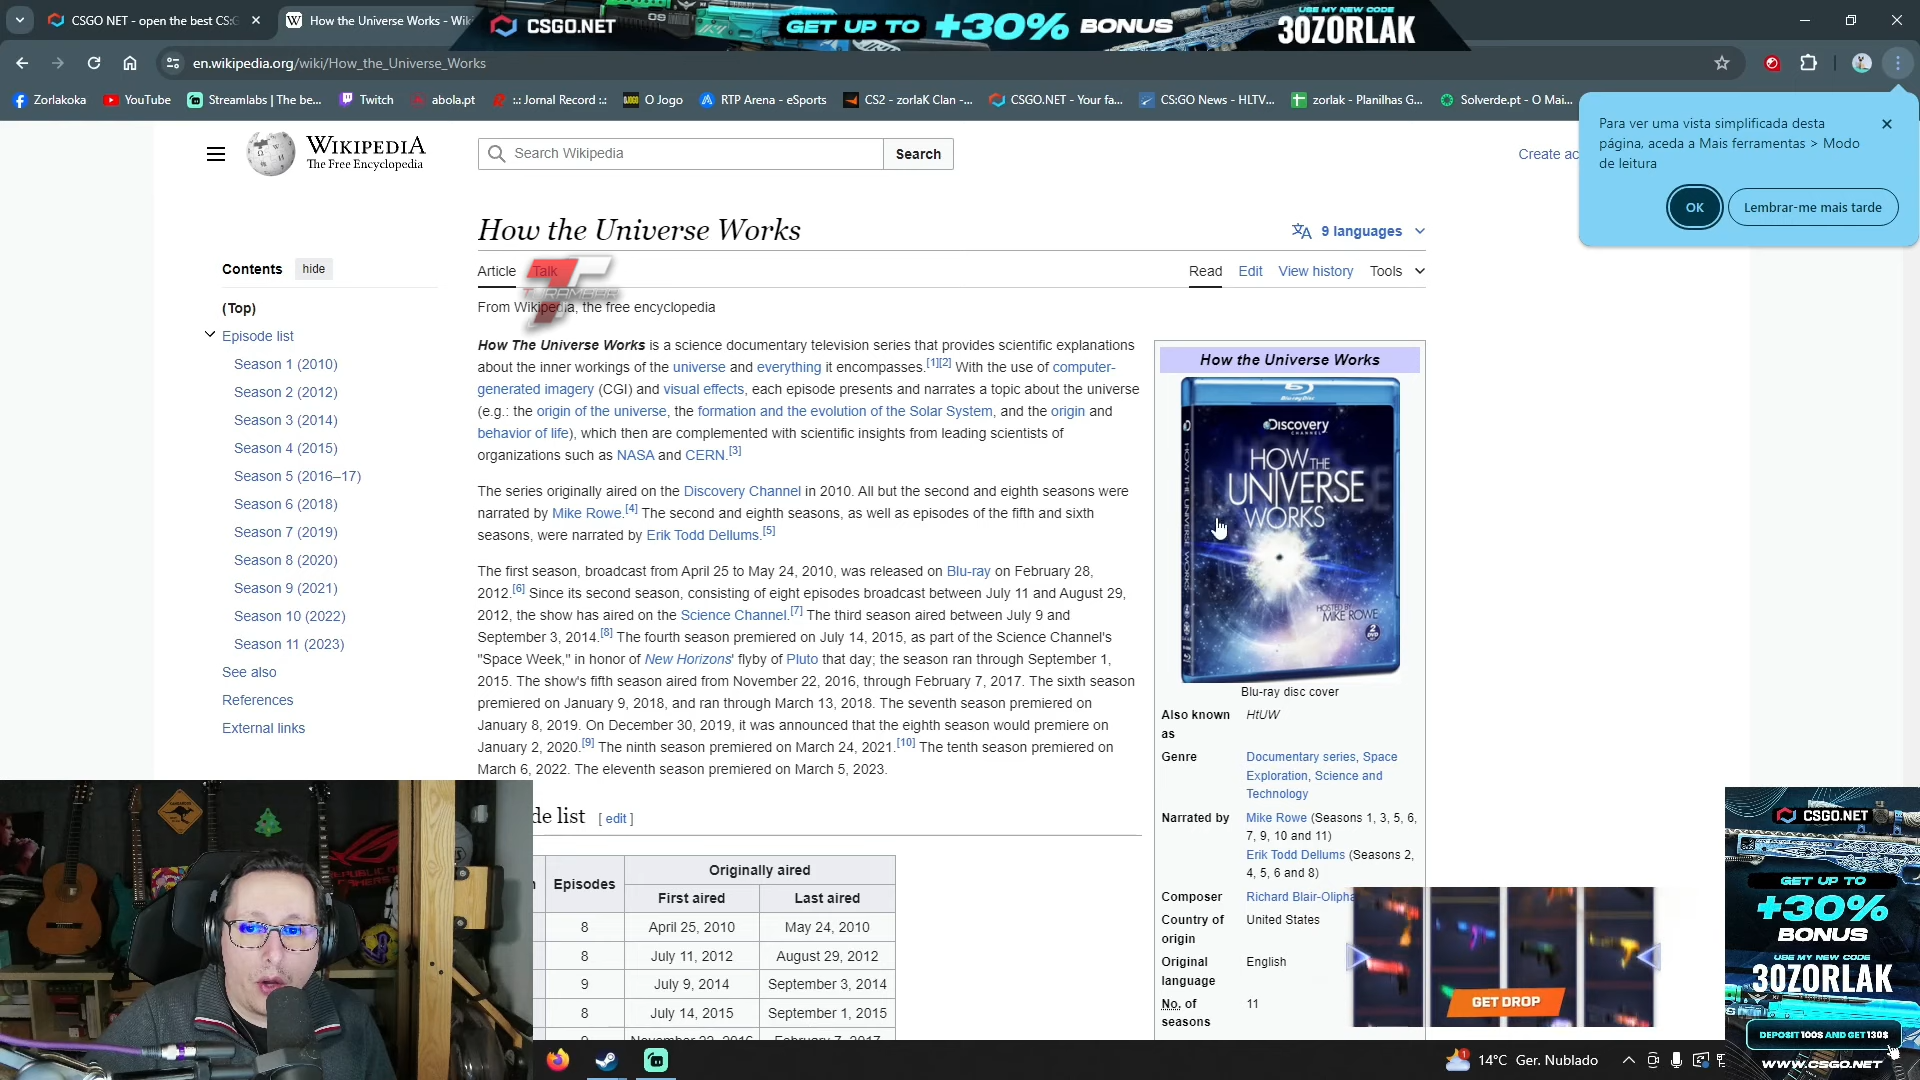 CSGO NET - open the best CS:G
How the Universe Works - Wiki
CSGO.NET
GET UP TO +30% BONUS
USE MY NEW CODE
30ZORLAK
en.wikipedia.org/wiki/How_the_Universe_Works
Zorlakoka
YouTube
Streamlabs | The be...
Twitch
abola.pt
:.: Jornal Record :.:
O Jogo
RTP Arena - eSports
CS2 - zorlaK Clan -...
CSGO.NET - Your fa...
CS:GO News - HLTV...
zorlak - Planilhas G...
Solverde.pt - O Mai...
Para ver uma vista simplificada desta
página, aceda a Mais ferramentas > Modo
de leitura
OK
Lembrar-me mais tarde
WIKIPEDIA
The Free Encyclopedia
Search Wikipedia
Search
Create ac
How the Universe Works
9 languages
Contents
hide
(Top)
Episode list
Season 1 (2010)
Season 2 (2012)
Season 3 (2014)
Season 4 (2015)
Season 5 (2016–17)
Season 6 (2018)
Season 7 (2019)
Season 8 (2020)
Season 9 (2021)
Season 10 (2022)
Season 11 (2023)
See also
References
External links
Article
Talk
Read
Edit
View history
Tools
From Wikipedia, the free encyclopedia
How The Universe Works is a science documentary television series that provides scientific explanations
about the inner workings of the universe and everything it encompasses.[1][2] With the use of computer-
generated imagery (CGI) and visual effects, each episode presents and narrates a topic about the universe
(e.g.: the origin of the universe, the formation and the evolution of the Solar System, and the origin and
behavior of life), which then are complemented with scientific insights from leading scientists of
organizations such as NASA and CERN.[3]
The series originally aired on the Discovery Channel in 2010. All but the second and eighth seasons were
narrated by Mike Rowe.[4] The second and eighth seasons, as well as episodes of the fifth and sixth
seasons, were narrated by Erik Todd Dellums.[5]
The first season, broadcast from April 25 to May 24, 2010, was released on Blu-ray on February 28,
2012.[6] Since its second season, consisting of eight episodes broadcast between July 11 and August 29,
2012, the show has aired on the Science Channel.[7] The third season aired between July 9 and
September 3, 2014.[8] The fourth season premiered on July 14, 2015, as part of the Science Channel's
"Space Week," in honor of New Horizons' flyby of Pluto that day; the season ran through September 1,
2015. The show's fifth season aired from November 22, 2016, through February 7, 2017. The sixth season
premiered on January 9, 2018, and ran through March 13, 2018. The seventh season premiered on
January 8, 2019. On December 30, 2019, it was announced that the eighth season would premiere on
January 2, 2020.[9] The ninth season premiered on March 24, 2021.[10] The tenth season premiered on
March 6, 2022. The eleventh season premiered on March 5, 2023.
de list [ edit ]
Episodes
Originally aired
First aired
Last aired
8 April 25, 2010 May 24, 2010
8 July 11, 2012 August 29, 2012
9 July 9, 2014 September 3, 2014
8 July 14, 2015 September 1, 2015
9 November 22, 2016 February 7, 2017
How the Universe Works
Blu-ray Disc
Discovery
CHANNEL
HOW THE
UNIVERSE
WORKS
HOW THE UNIVERSE WORKS
HOSTED BY
MIKE ROWE
2
DVD
Blu-ray disc cover
Also known
as
HtUW
Genre
Documentary series, Space
Exploration, Science and
Technology
Narrated by
Mike Rowe (Seasons 1, 3, 5, 6,
7, 9, 10 and 11)
Erik Todd Dellums (Seasons 2,
4, 5, 6 and 8)
Composer
Richard Blair-Olipha
Country of
origin
United States
Original
language
English
No. of
seasons
11
GET DROP
CSGO.NET
GET UP TO
+30%
BONUS
USE MY NEW CODE
30ZORLAK
DEPOSIT 100$ AND GET 130$
WWW.CSGO.NET
REPUBLIC OF
GAMERS
14°C Ger. Nublado